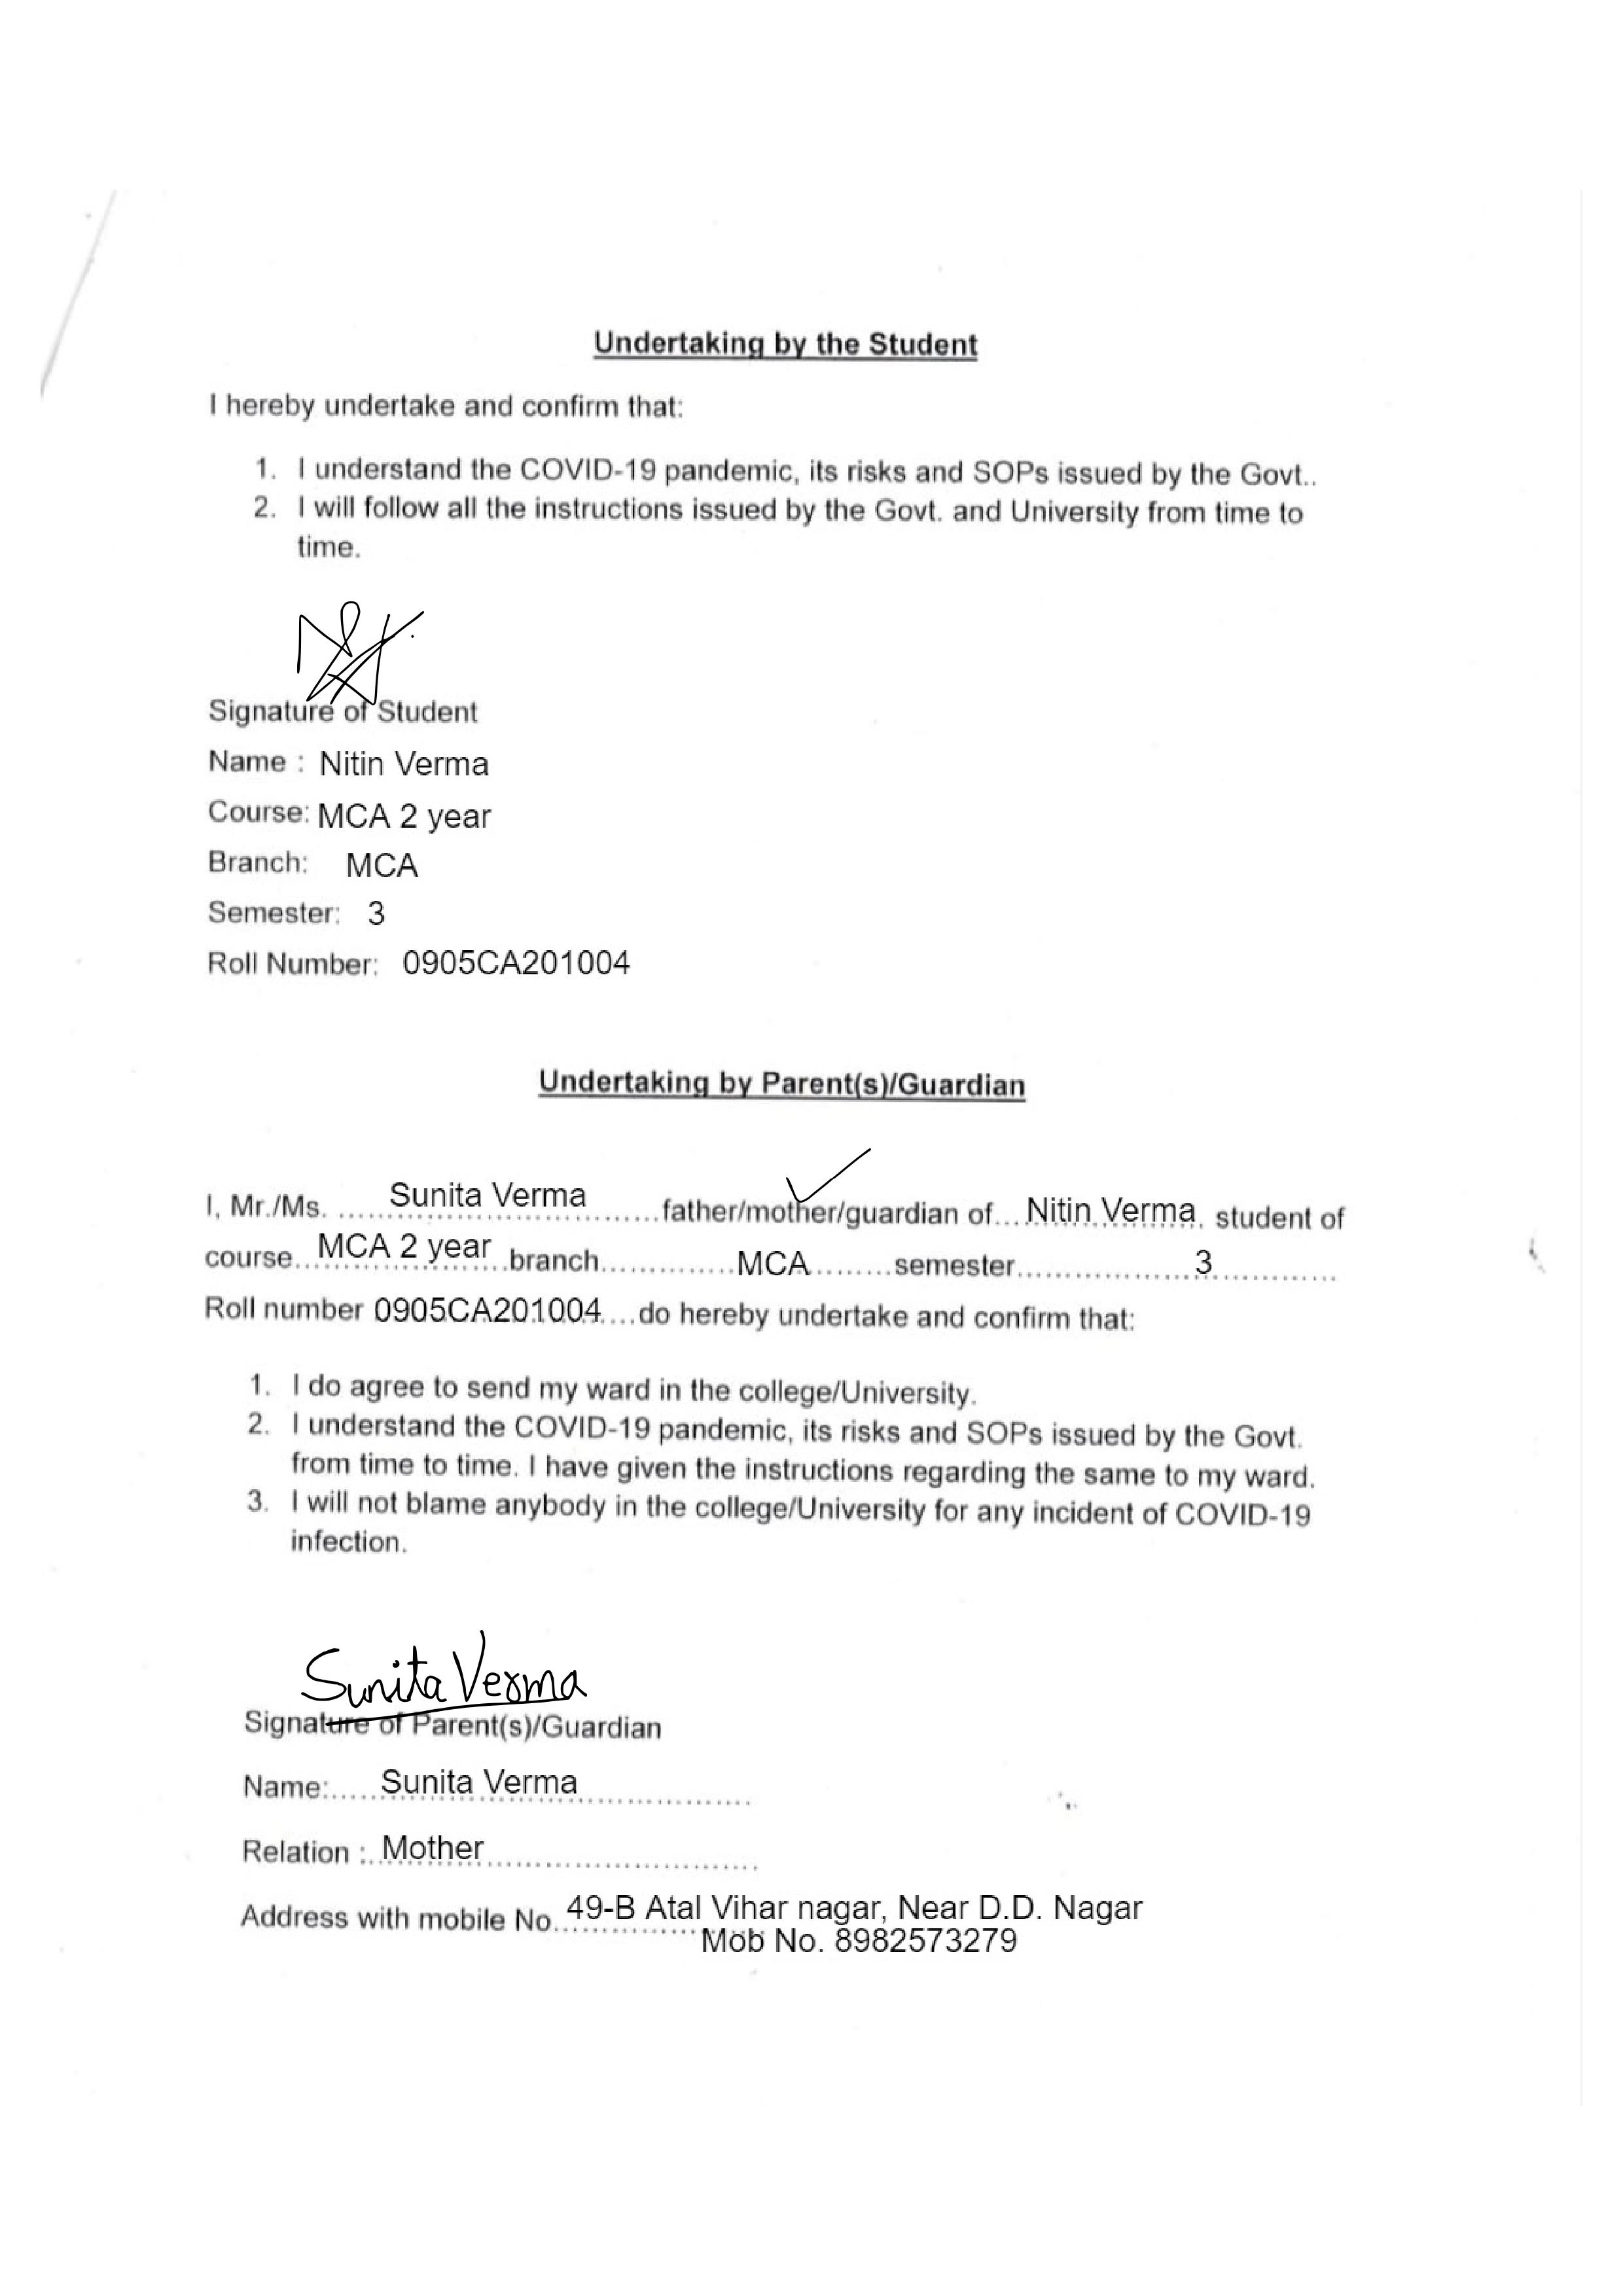 Undertaking by the Student
I hereby undertake and confirm that:
1. I understand the COVID-19 pandemic, its risks and SOPs issued by the Govt..
2. I will follow all the instructions issued by the Govt. and University from time to
time.
Signature of Student
Name : Nitin Verma
Course: MCA 2 year
Branch: MCA
Semester: 3
Roll Number: 0905CA201004
Undertaking by Parent(s)/Guardian
I, Mr./Ms. ..... Sunita Verma ..... father/mother/guardian of... Nitin Verma, student of
course... MCA 2 year .branch.............MCA........semester.................3............
Roll number 0905CA201004....do hereby undertake and confirm that:
1. I do agree to send my ward in the college/University.
2. I understand the COVID-19 pandemic, its risks and SOPs issued by the Govt.
from time to time. I have given the instructions regarding the same to my ward.
3. I will not blame anybody in the college/University for any incident of COVID-19
infection.
Sunita Verma
Signature of Parent(s)/Guardian
Name:..... Sunita Verma ................
Relation :.. Mother ...........................
Address with mobile No. 49-B Atal Vihar nagar, Near D.D. Nagar
Mob No. 8982573279